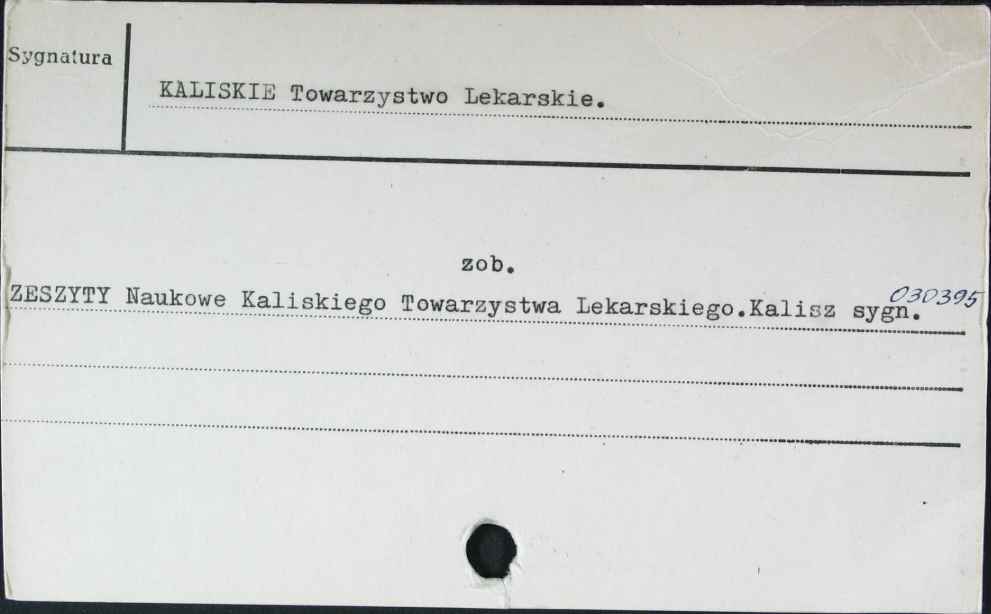 Sygnatura
KALISKIE Towarzystwo Lekarskie.
zob.
ZESZYTY Naukowe Kaliskiego Towarzystwa Lekarskiego.Kalisz sygn. 030395